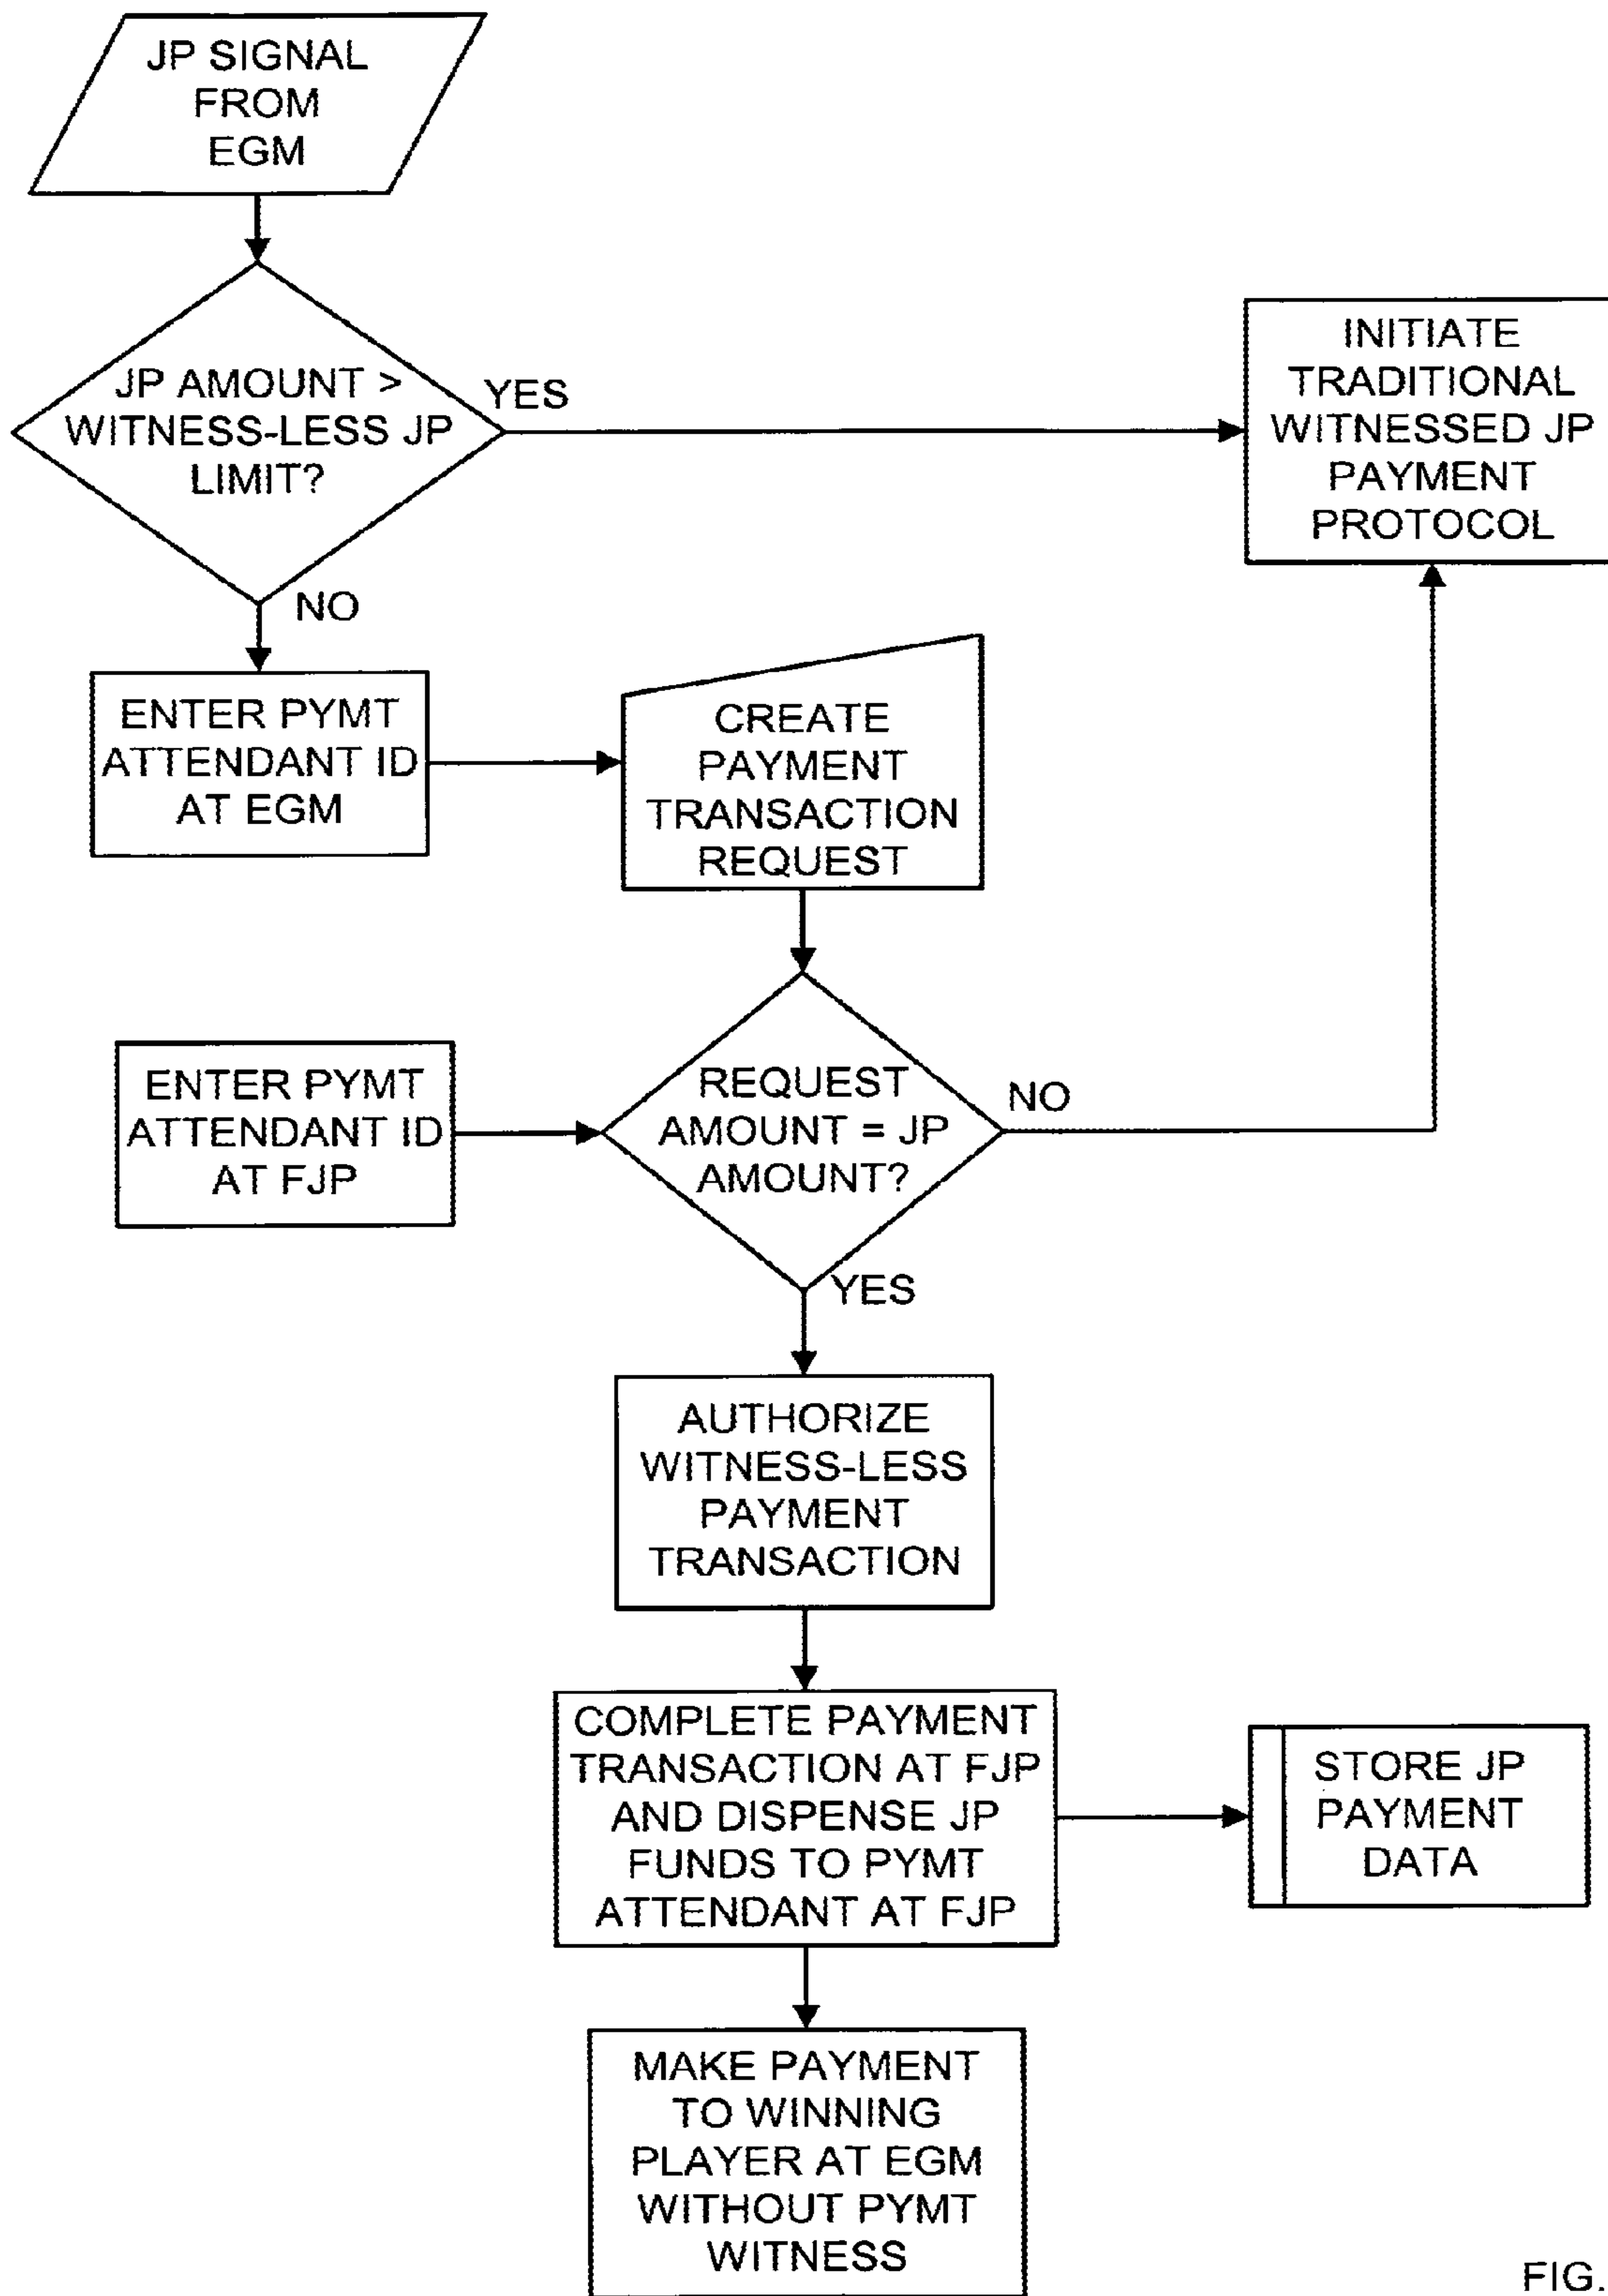 JP SIGNAL
FROM
EGM
JP AMOUNT >
WITNESS-LESS JP
LIMIT?
YES
INITIATE
TRADITIONAL
WITNESSED JP
PAYMENT
PROTOCOL
NO
ENTER PYMT
ATTENDANT ID
AT EGM
CREATE
PAYMENT
TRANSACTION
REQUEST
ENTER PYMT
ATTENDANT ID
AT FJP
REQUEST
AMOUNT = JP
AMOUNT?
NO
YES
AUTHORIZE
WITNESS-LESS
PAYMENT
TRANSACTION
COMPLETE PAYMENT
TRANSACTION AT FJP
AND DISPENSE JP
FUNDS TO PYMT
ATTENDANT AT FJP
STORE JP
PAYMENT
DATA
MAKE PAYMENT
TO WINNING
PLAYER AT EGM
WITHOUT PYMT
WITNESS
FIG.